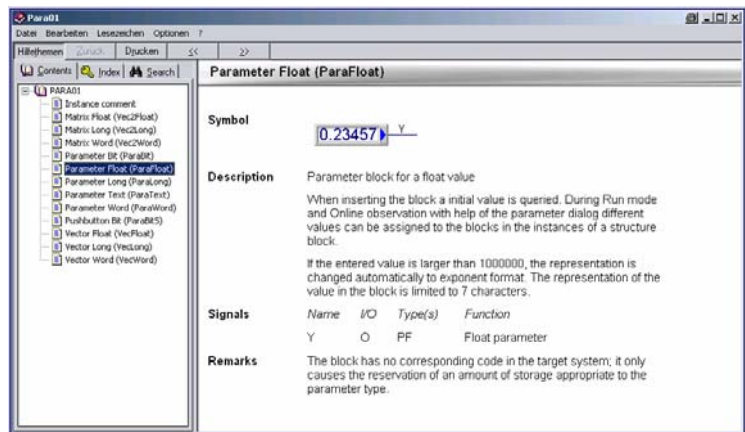 Para01
Datei Bearbeiten Lesezeichen Optionen ?
Hilfethemen Zurück Drucken << >>
Contents Index Search
PARA01
Instance comment
Matrix Float (Vec2Float)
Matrix Long (Vec2Long)
Matrix Word (Vec2Word)
Parameter Bit (ParaBit)
Parameter Float (ParaFloat)
Parameter Long (ParaLong)
Parameter Text (ParaText)
Parameter Word (ParaWord)
Pushbutton Bit (ParaBitS)
Vector Float (VecFloat)
Vector Long (VecLong)
Vector Word (VecWord)
Parameter Float (ParaFloat)
Symbol
0.23457 Y
Description Parameter block for a float value
When inserting the block a initial value is queried. During Run mode
and Online observation with help of the parameter dialog different
values can be assigned to the blocks in the instances of a structure
block.
If the entered value is larger than 1000000, the representation is
changed automatically to exponent format. The representation of the
value in the block is limited to 7 characters.
Signals Name I/O Type(s) Function
Y O PF Float parameter
Remarks The block has no corresponding code in the target system; it only
causes the reservation of an amount of storage appropriate to the
parameter type.